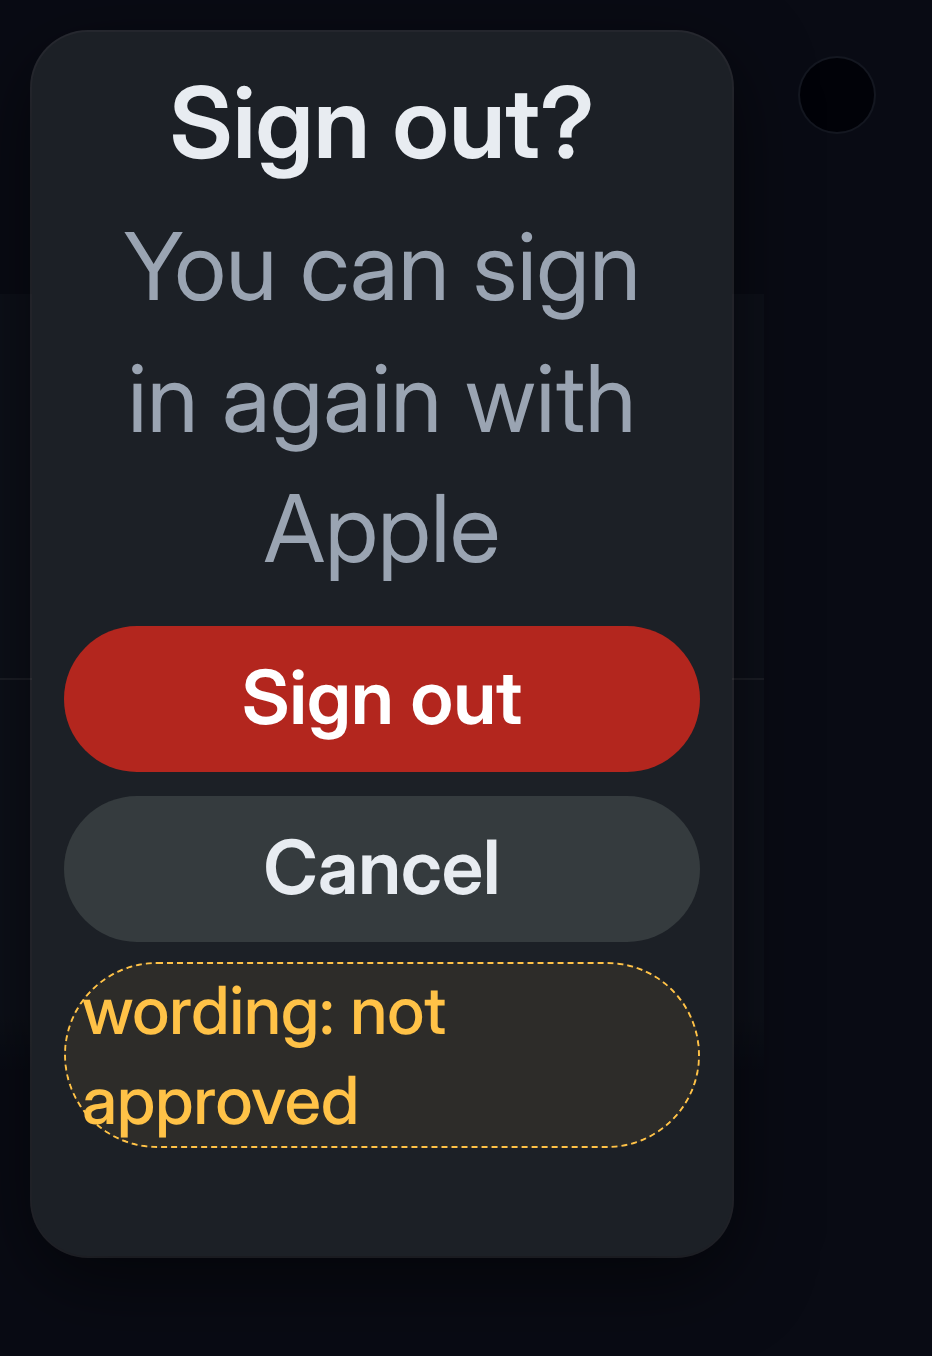 Sign out?
You can sign
in again with
Apple
Sign out
Cancel
wording: not
approved